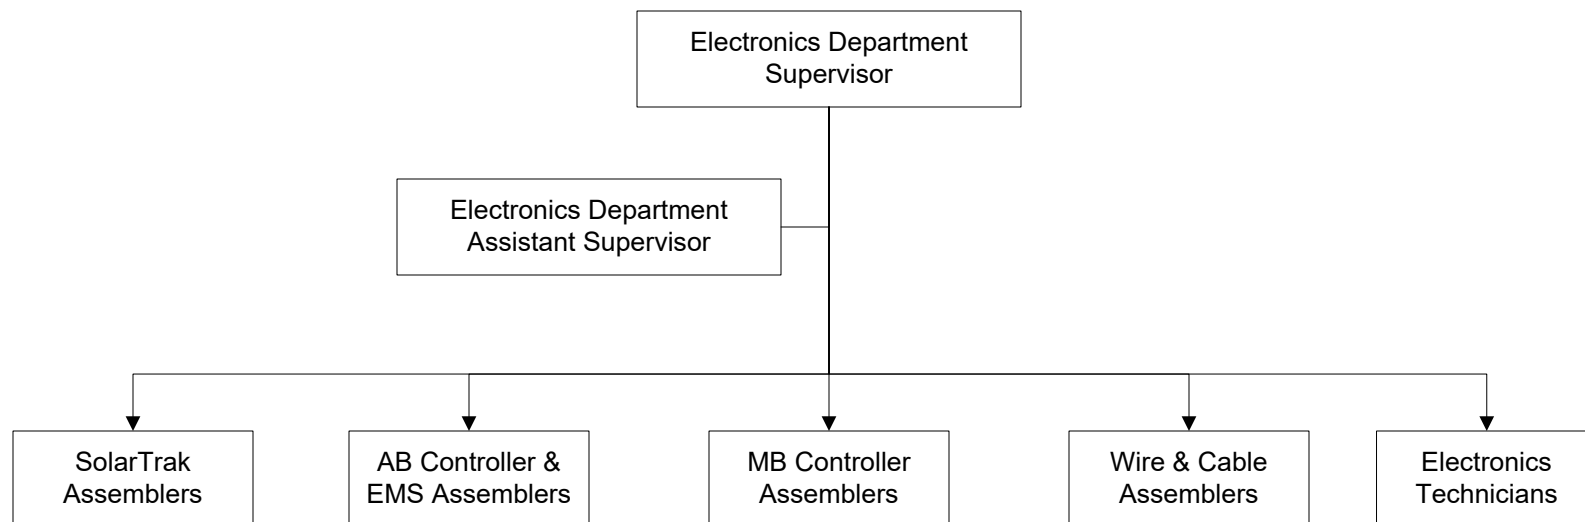 Electronics Department
Supervisor
Electronics Department
Assistant Supervisor
SolarTrak
Assemblers
AB Controller &
EMS Assemblers
MB Controller
Assemblers
Wire & Cable
Assemblers
Electronics
Technicians